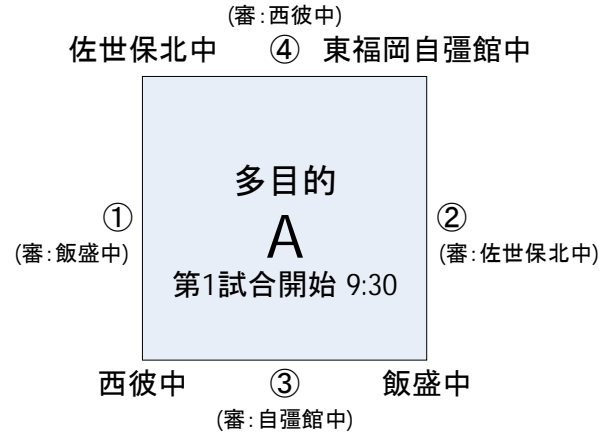 (審:西彼中)
佐世保北中 ④ 東福岡自彊館中
多目的
① A ②
(審:飯盛中) (審:佐世保北中)
第1試合開始 9:30
西彼中 ③ 飯盛中
(審:自彊館中)